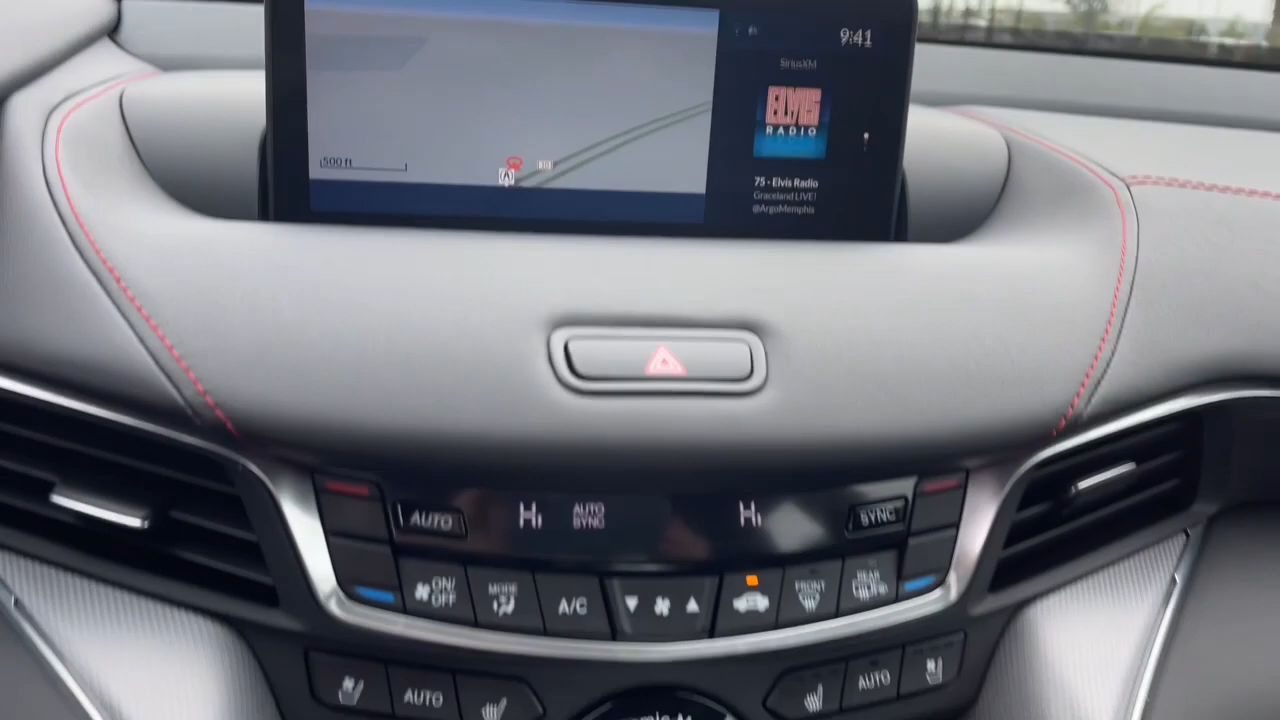 9:41
SiriusXM
ELVIS
RADIO
500 ft
75 - Elvis Radio
Graceland LIVE!
@ArgoMemphis
AUTO
Hi
AUTO
SYNC
Hi
SYNC
ON/
OFF
MODE
A/C
FRONT
REAR
AUTO
AUTO